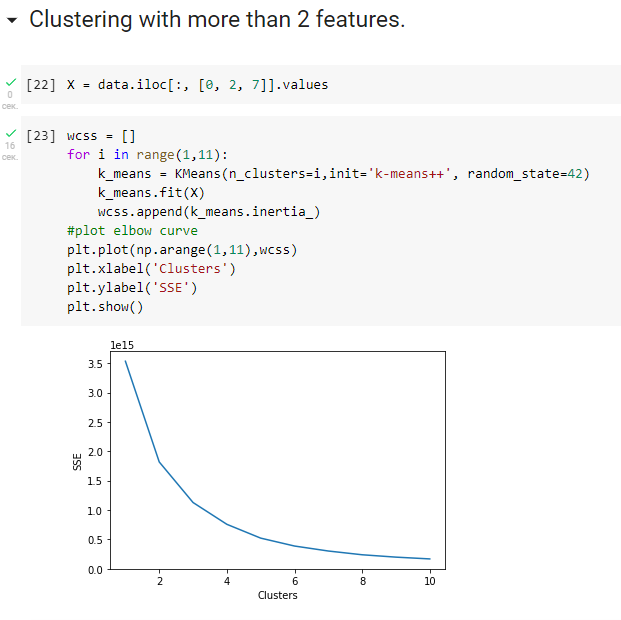 Clustering with more than 2 features.
[22] X = data.iloc[:, [0, 2, 7]].values
0
сек.
[23] wcss = []
16
сек.
for i in range(1,11):
k_means = KMeans(n_clusters=i,init='k-means++', random_state=42)
k_means.fit(X)
wcss.append(k_means.inertia_)
#plot elbow curve
plt.plot(np.arange(1,11),wcss)
plt.xlabel('Clusters')
plt.ylabel('SSE')
plt.show()
1e15
3.5
3.0
2.5
2.0
1.5
1.0
0.5
0.0
SSE
2 4 6 8 10
Clusters